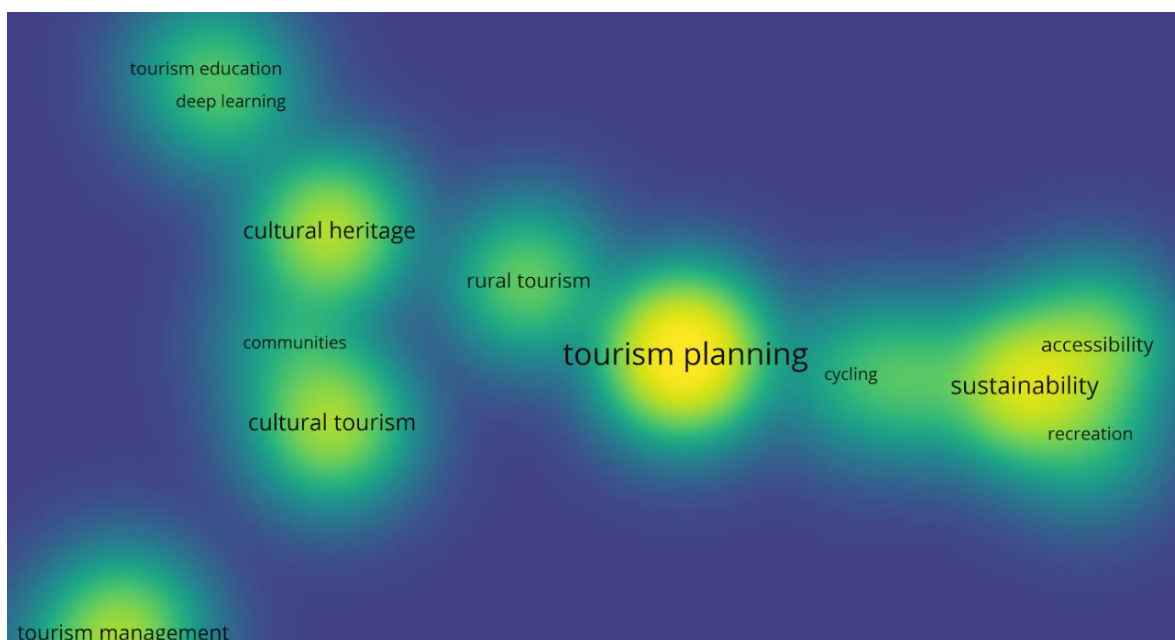 tourism education
deep learning
cultural heritage
rural tourism
communities
tourism planning
accessibility
cycling
sustainability
cultural tourism
recreation
tourism management